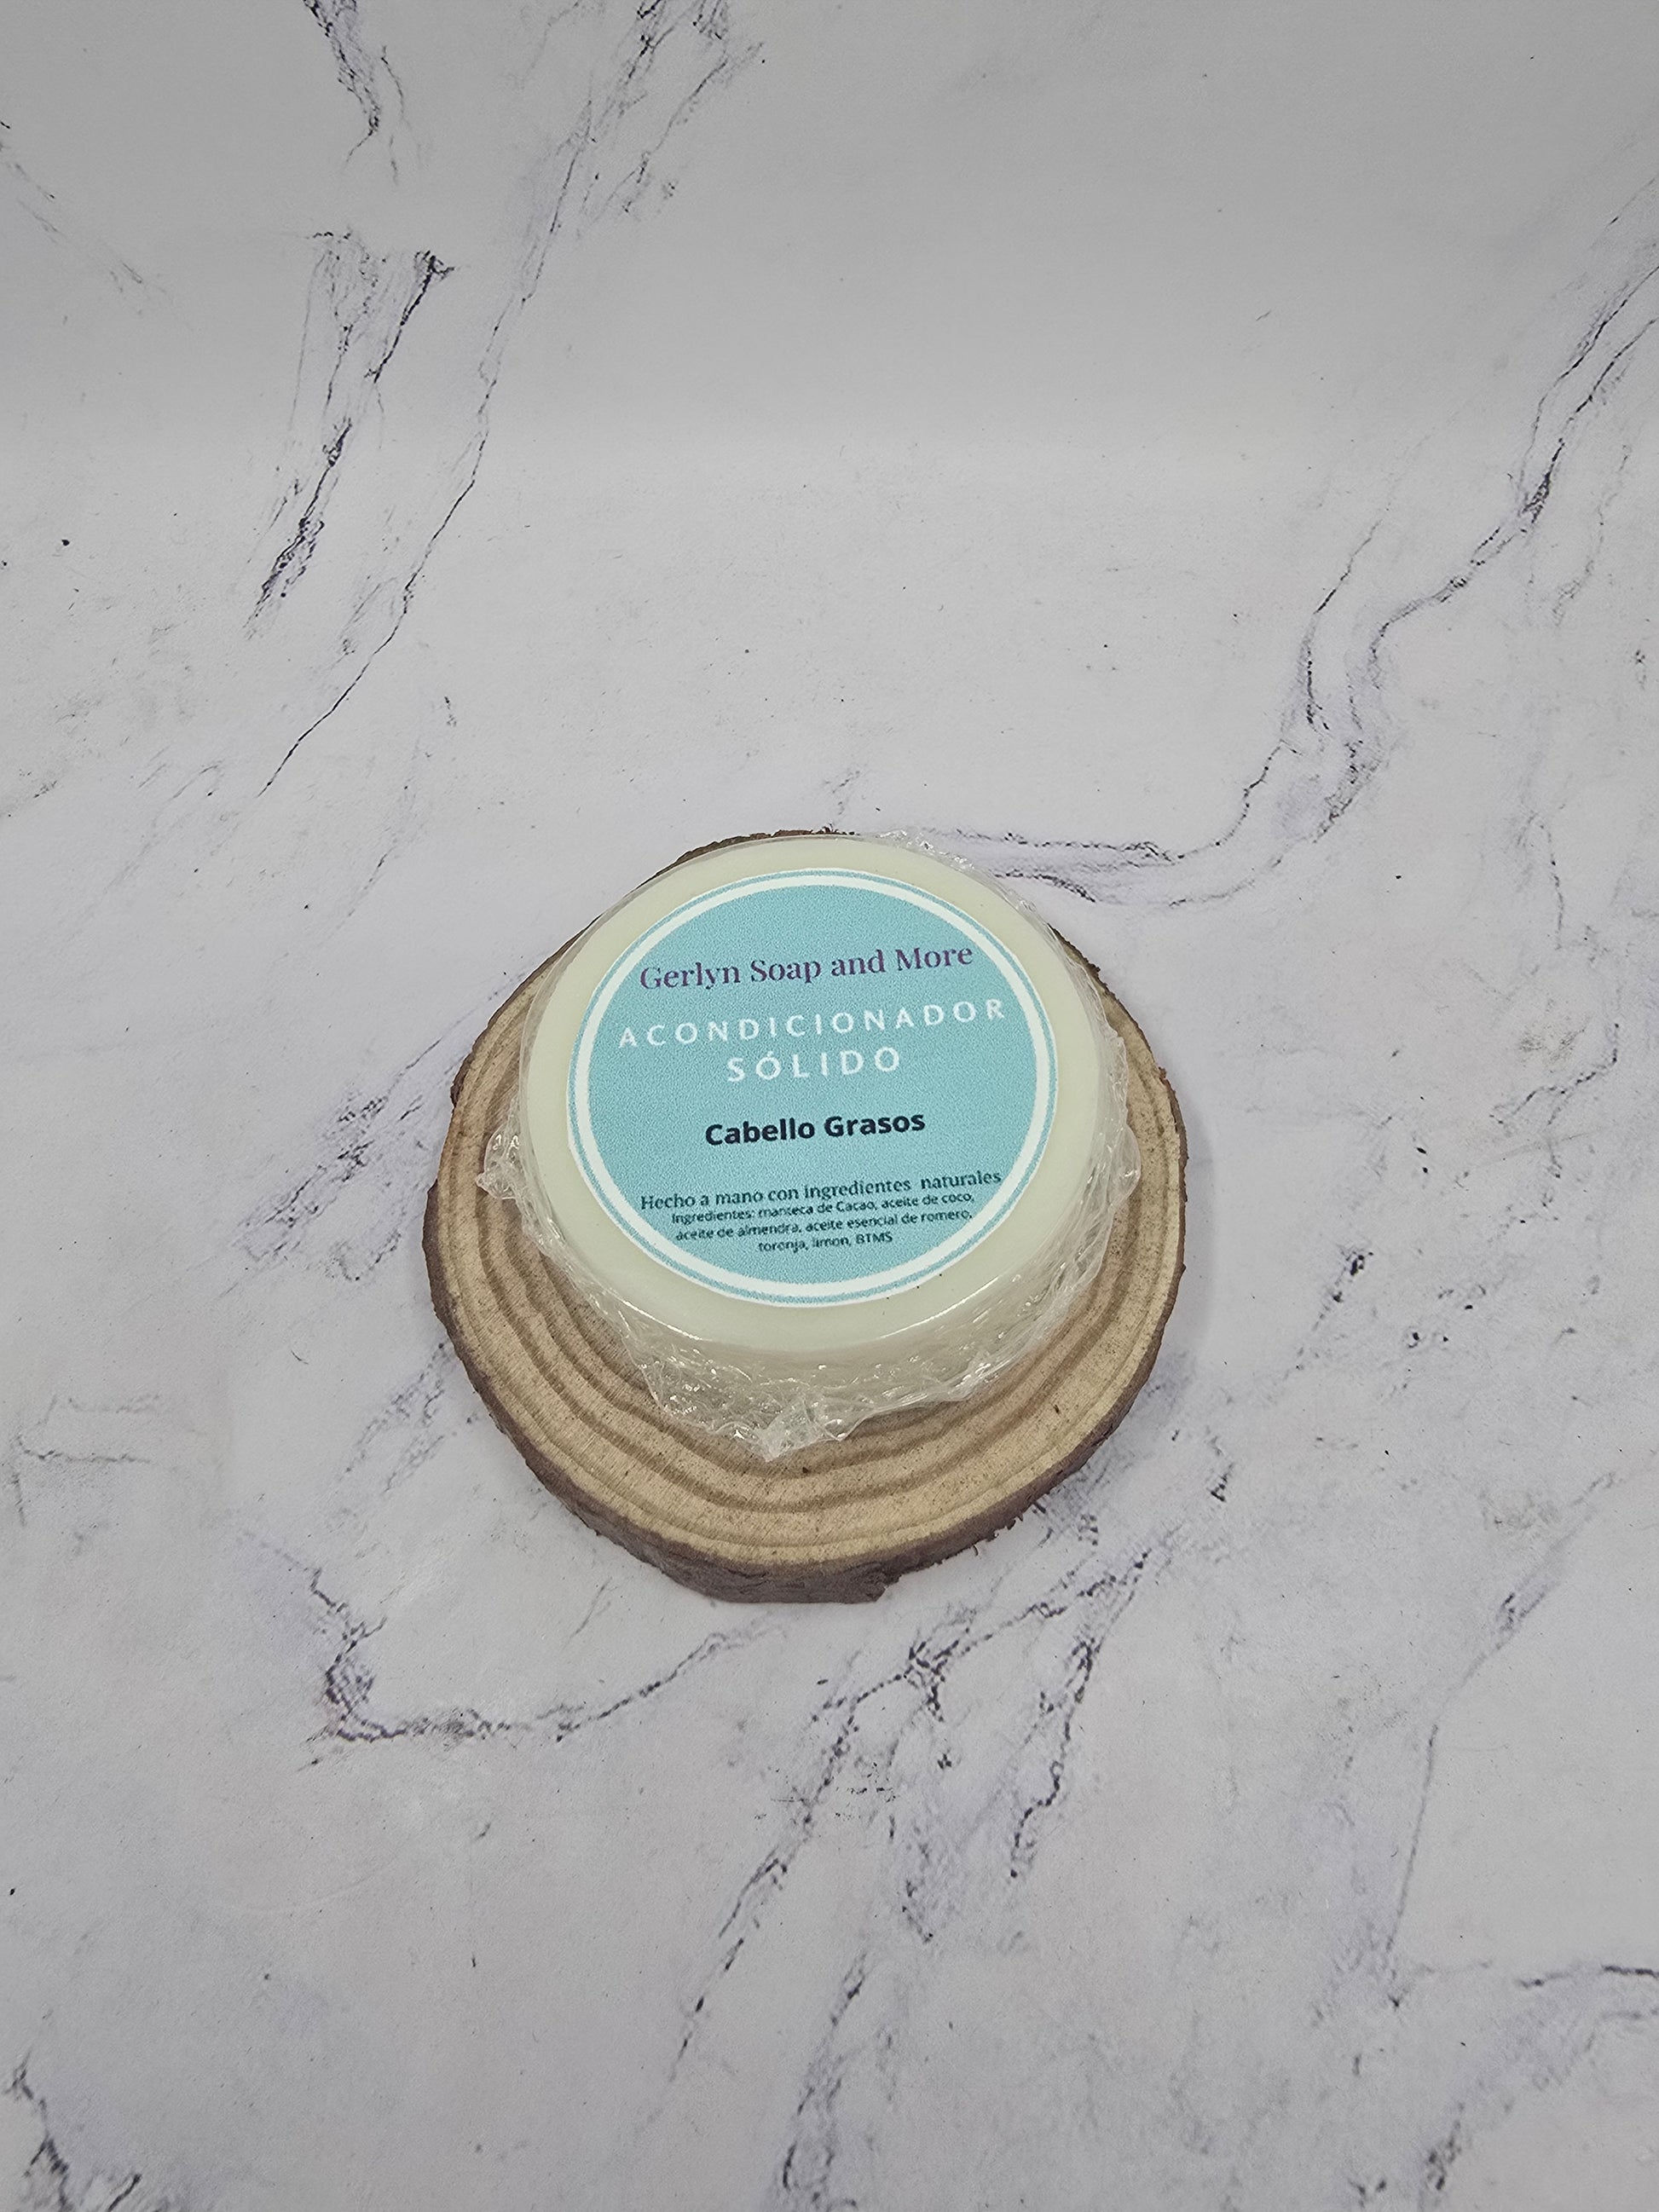 Gerlyn Soap and More
ACONDICIONADOR
SÓLIDO
Cabello Grasos
Hecho a mano con ingredientes naturales
Ingredientes: manteca de Cacao, aceite de coco,
aceite de almendra, aceite esencial de romero,
toronja, limon, BTMS